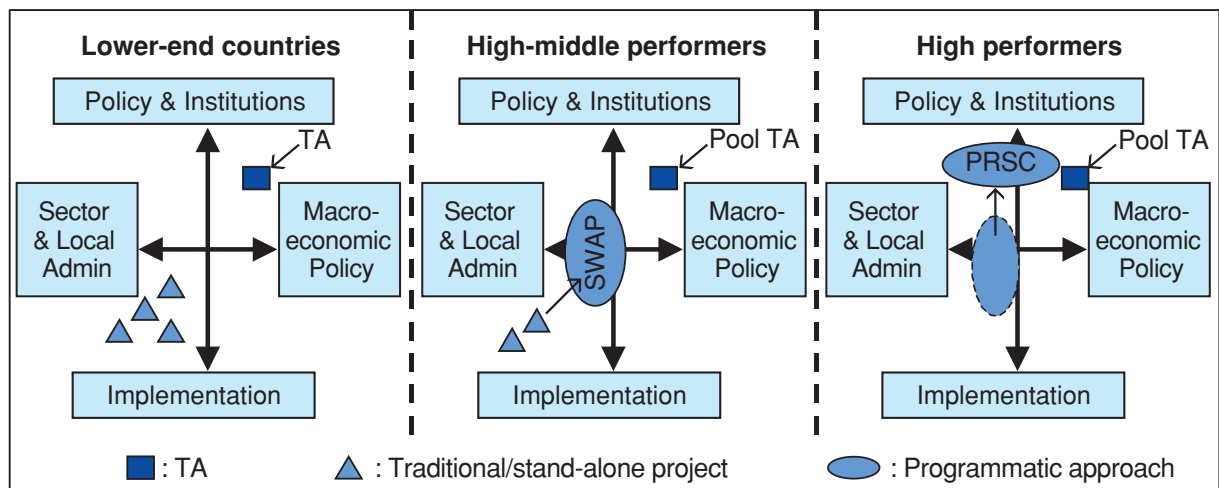 Lower-end countries
Policy & Institutions
TA
Sector
& Local
Admin
Macro-
economic
Policy
Implementation
High-middle performers
Policy & Institutions
Pool TA
Sector
& Local
Admin
SWAP
Macro-
economic
Policy
Implementation
High performers
Policy & Institutions
PRSC
Pool TA
Sector
& Local
Admin
Macro-
economic
Policy
Implementation
: TA
: Traditional/stand-alone project
: Programmatic approach